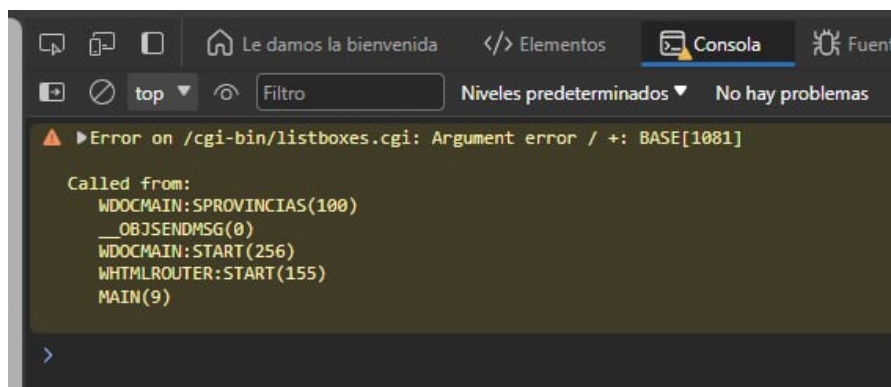 Le damos la bienvenida </> Elementos Consola Fuen
top ▼ Filtro Niveles predeterminados ▼ No hay problemas
▶Error on /cgi-bin/listboxes.cgi: Argument error / +: BASE[1081]
Called from:
WDOCMAIN:SPROVINCIAS(100)
__OBJSENDMSG(0)
WDOCMAIN:START(256)
WHTMLROUTER:START(155)
MAIN(9)
>